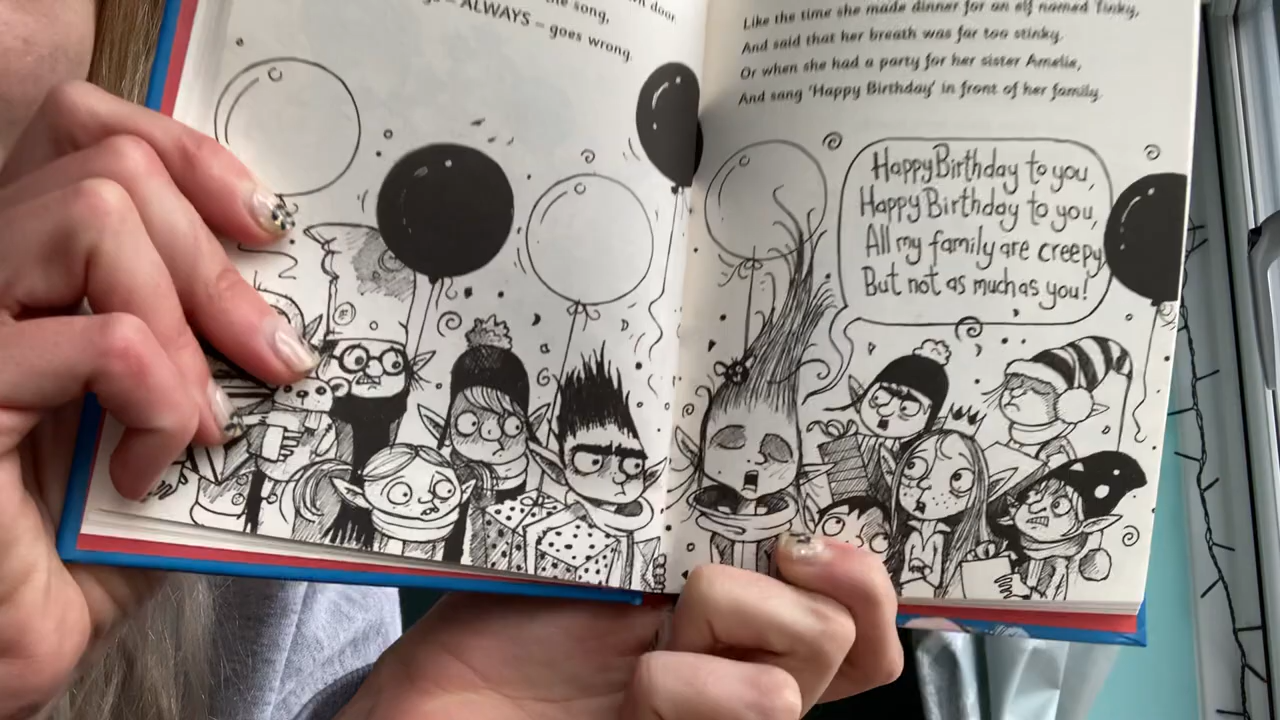 the song,
– ALWAYS – goes wrong.
door
Like the time she made dinner for an elf named Tinky,
And said that her breath was far too stinky.
Or when she had a party for her sister Amelie,
And sang 'Happy Birthday' in front of her family.
Happy Birthday to you,
Happy Birthday to you,
All my family are creepy
But not as much as you!